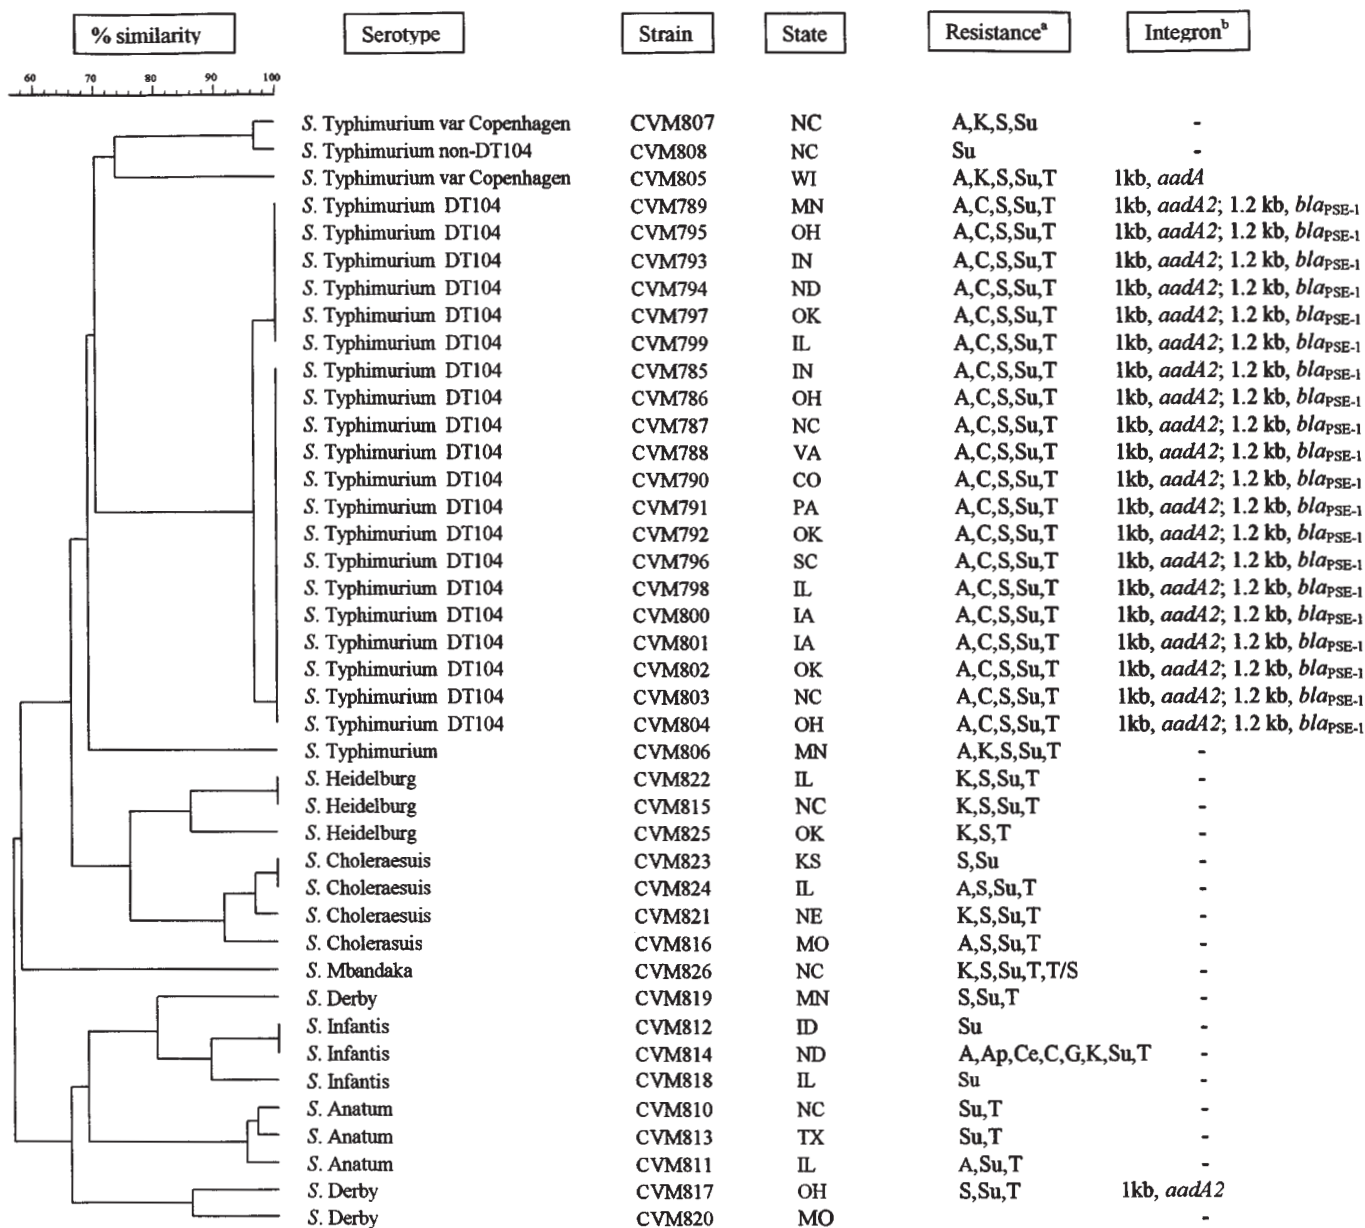 % similarity Serotype Strain State Resistanceᵃ Integronᵇ
60 70 80 90 100
S. Typhimurium var Copenhagen CVM807 NC A,K,S,Su -
S. Typhimurium non-DT104 CVM808 NC Su -
S. Typhimurium var Copenhagen CVM805 WI A,K,S,Su,T 1kb, aadA
S. Typhimurium DT104 CVM789 MN A,C,S,Su,T 1kb, aadA2; 1.2 kb, blaPSE-1
S. Typhimurium DT104 CVM795 OH A,C,S,Su,T 1kb, aadA2; 1.2 kb, blaPSE-1
S. Typhimurium DT104 CVM793 IN A,C,S,Su,T 1kb, aadA2; 1.2 kb, blaPSE-1
S. Typhimurium DT104 CVM794 ND A,C,S,Su,T 1kb, aadA2; 1.2 kb, blaPSE-1
S. Typhimurium DT104 CVM797 OK A,C,S,Su,T 1kb, aadA2; 1.2 kb, blaPSE-1
S. Typhimurium DT104 CVM799 IL A,C,S,Su,T 1kb, aadA2; 1.2 kb, blaPSE-1
S. Typhimurium DT104 CVM785 IN A,C,S,Su,T 1kb, aadA2; 1.2 kb, blaPSE-1
S. Typhimurium DT104 CVM786 OH A,C,S,Su,T 1kb, aadA2; 1.2 kb, blaPSE-1
S. Typhimurium DT104 CVM787 NC A,C,S,Su,T 1kb, aadA2; 1.2 kb, blaPSE-1
S. Typhimurium DT104 CVM788 VA A,C,S,Su,T 1kb, aadA2; 1.2 kb, blaPSE-1
S. Typhimurium DT104 CVM790 CO A,C,S,Su,T 1kb, aadA2; 1.2 kb, blaPSE-1
S. Typhimurium DT104 CVM791 PA A,C,S,Su,T 1kb, aadA2; 1.2 kb, blaPSE-1
S. Typhimurium DT104 CVM792 OK A,C,S,Su,T 1kb, aadA2; 1.2 kb, blaPSE-1
S. Typhimurium DT104 CVM796 SC A,C,S,Su,T 1kb, aadA2; 1.2 kb, blaPSE-1
S. Typhimurium DT104 CVM798 IL A,C,S,Su,T 1kb, aadA2; 1.2 kb, blaPSE-1
S. Typhimurium DT104 CVM800 IA A,C,S,Su,T 1kb, aadA2; 1.2 kb, blaPSE-1
S. Typhimurium DT104 CVM801 IA A,C,S,Su,T 1kb, aadA2; 1.2 kb, blaPSE-1
S. Typhimurium DT104 CVM802 OK A,C,S,Su,T 1kb, aadA2; 1.2 kb, blaPSE-1
S. Typhimurium DT104 CVM803 NC A,C,S,Su,T 1kb, aadA2; 1.2 kb, blaPSE-1
S. Typhimurium DT104 CVM804 OH A,C,S,Su,T 1kb, aadA2; 1.2 kb, blaPSE-1
S. Typhimurium CVM806 MN A,K,S,Su,T -
S. Heidelburg CVM822 IL K,S,Su,T -
S. Heidelburg CVM815 NC K,S,Su,T -
S. Heidelburg CVM825 OK K,S,T -
S. Choleraesuis CVM823 KS S,Su -
S. Choleraesuis CVM824 IL A,S,Su,T -
S. Choleraesuis CVM821 NE K,S,Su,T -
S. Cholerasuis CVM816 MO A,S,Su,T -
S. Mbandaka CVM826 NC K,S,Su,T,T/S -
S. Derby CVM819 MN S,Su,T -
S. Infantis CVM812 ID Su -
S. Infantis CVM814 ND A,Ap,Ce,C,G,K,Su,T -
S. Infantis CVM818 IL Su -
S. Anatum CVM810 NC Su,T -
S. Anatum CVM813 TX Su,T -
S. Anatum CVM811 IL A,Su,T -
S. Derby CVM817 OH S,Su,T 1kb, aadA2
S. Derby CVM820 MO -